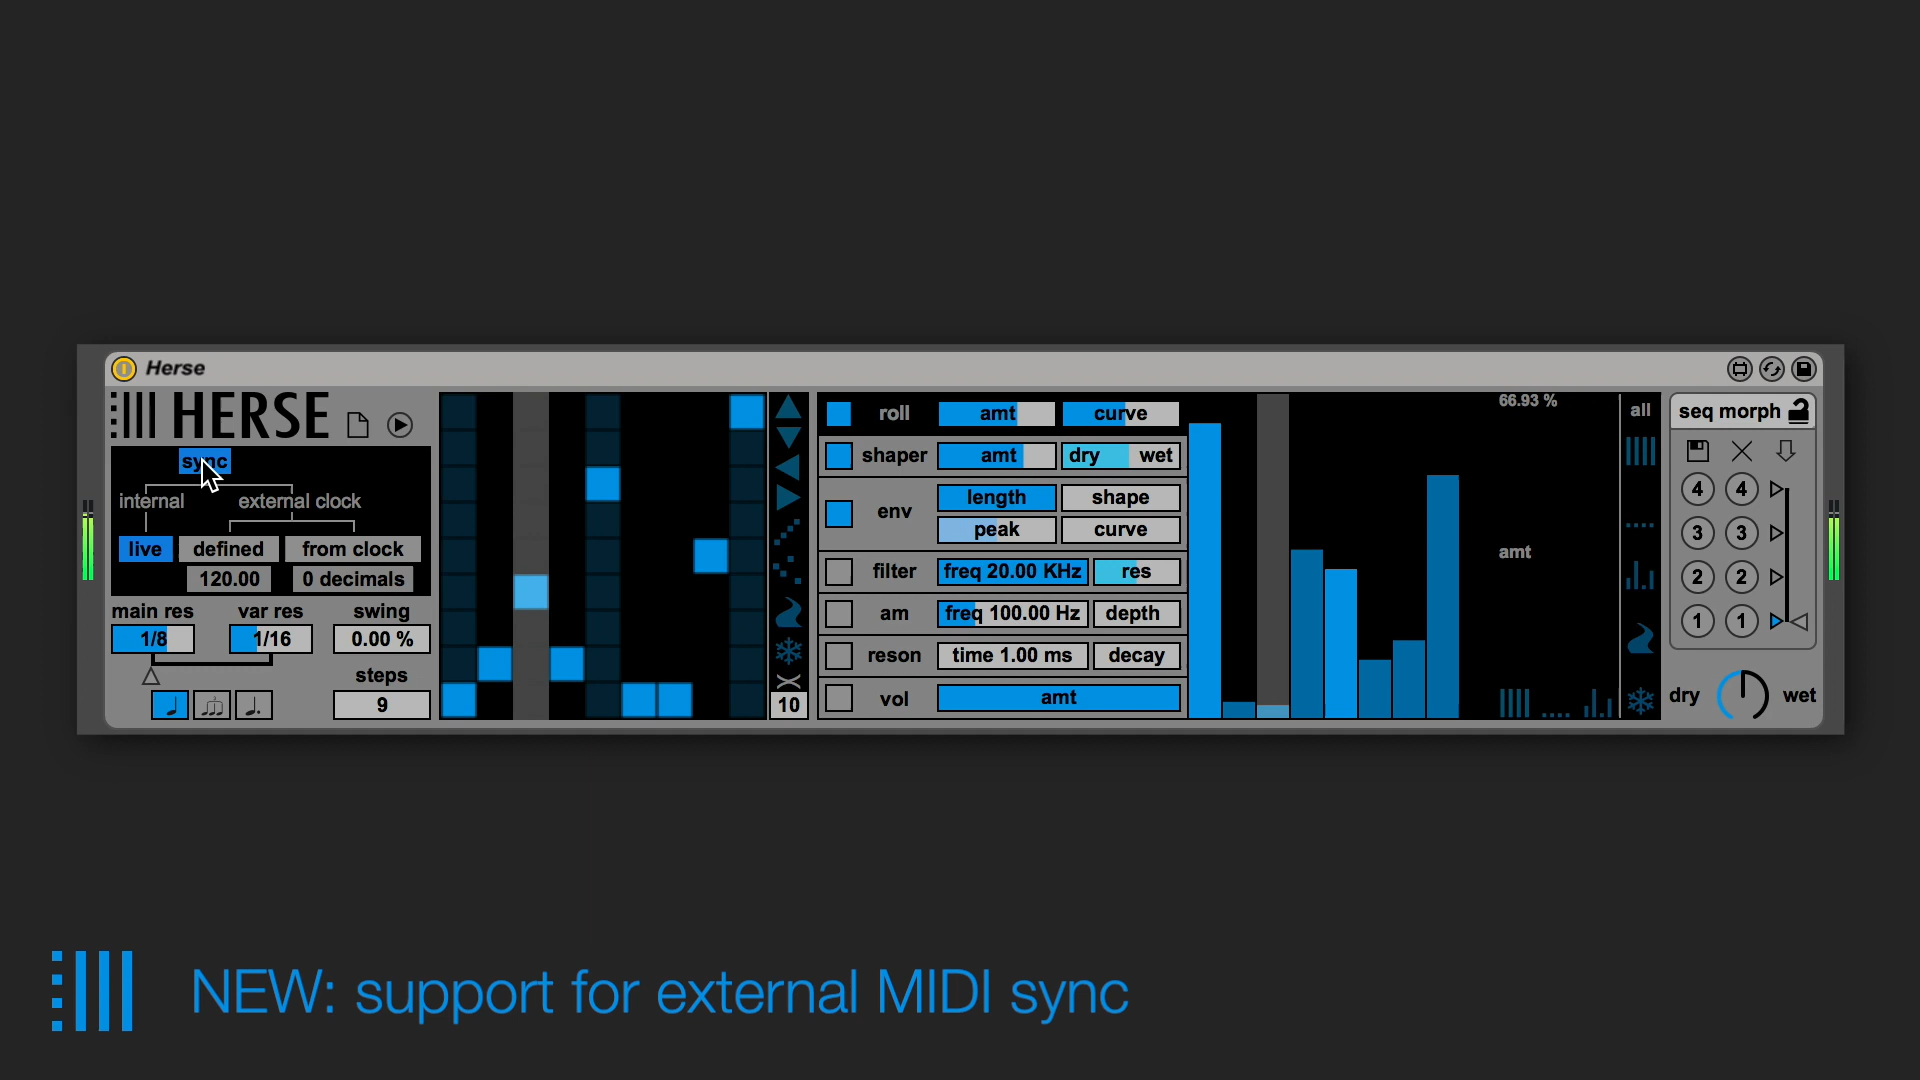 Herse
HERSE
sync
internal external clock
live defined from clock
120.00 0 decimals
main res var res swing
1/8 1/16 0.00 %
steps
9
10
roll amt curve
shaper amt dry wet
env length shape
peak curve
filter freq 20.00 KHz res
am freq 100.00 Hz depth
reson time 1.00 ms decay
vol amt
66.93 %
amt
all
seq morph 2
4 4
3 3
2 2
1 1
dry wet
NEW: support for external MIDI sync